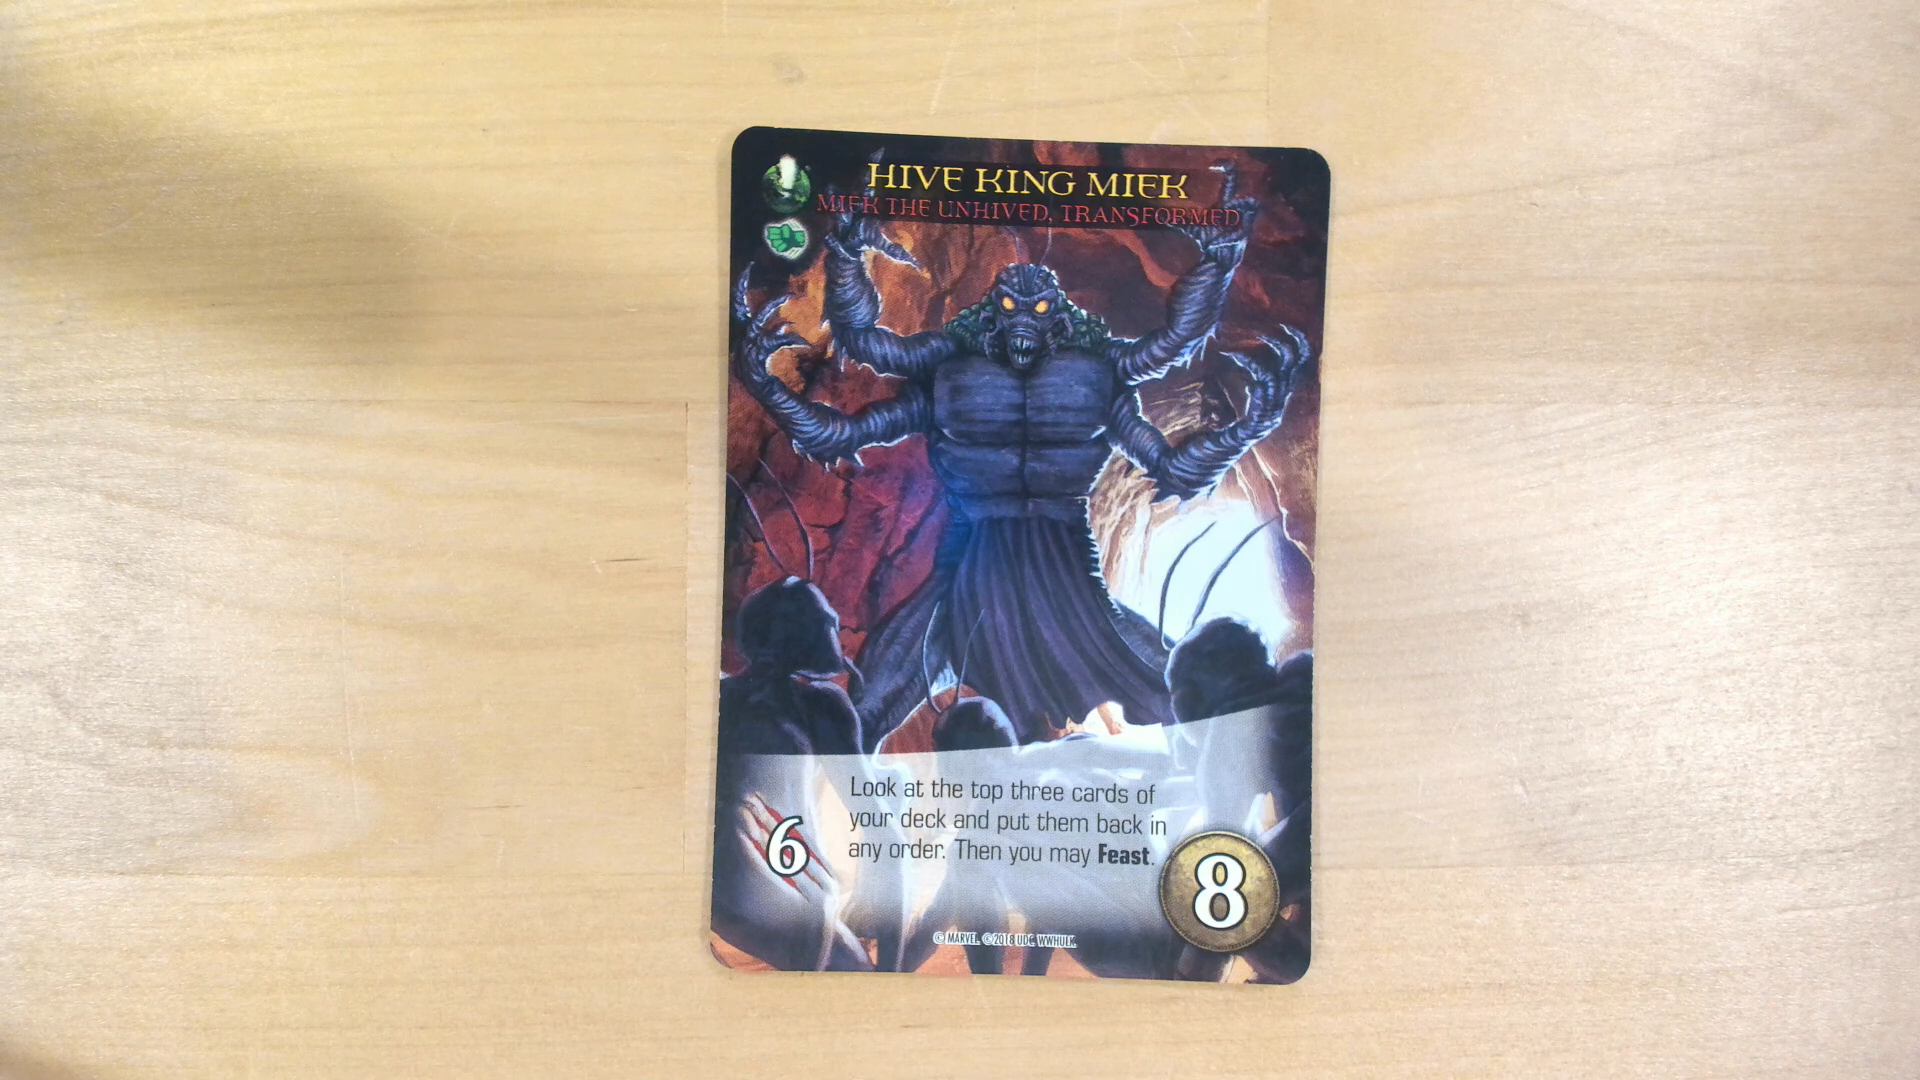 HIVE KING MIEK
MIEK THE UNHIVED, TRANSFORMED
Look at the top three cards of
your deck and put them back in
any order. Then you may Feast.
6
8
© MARVEL. ©2018 UDC. WWHULK.